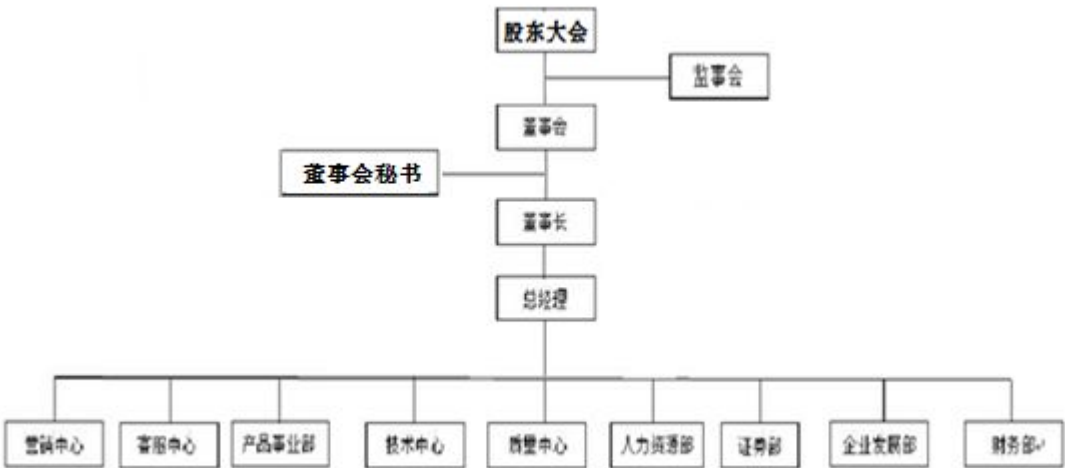 股东大会
监事会
董事会
董事会秘书
董事长
总经理
营销中心
客服中心
产品事业部
技术中心
质量中心
人力资源部
证券部
企业发展部
财务部